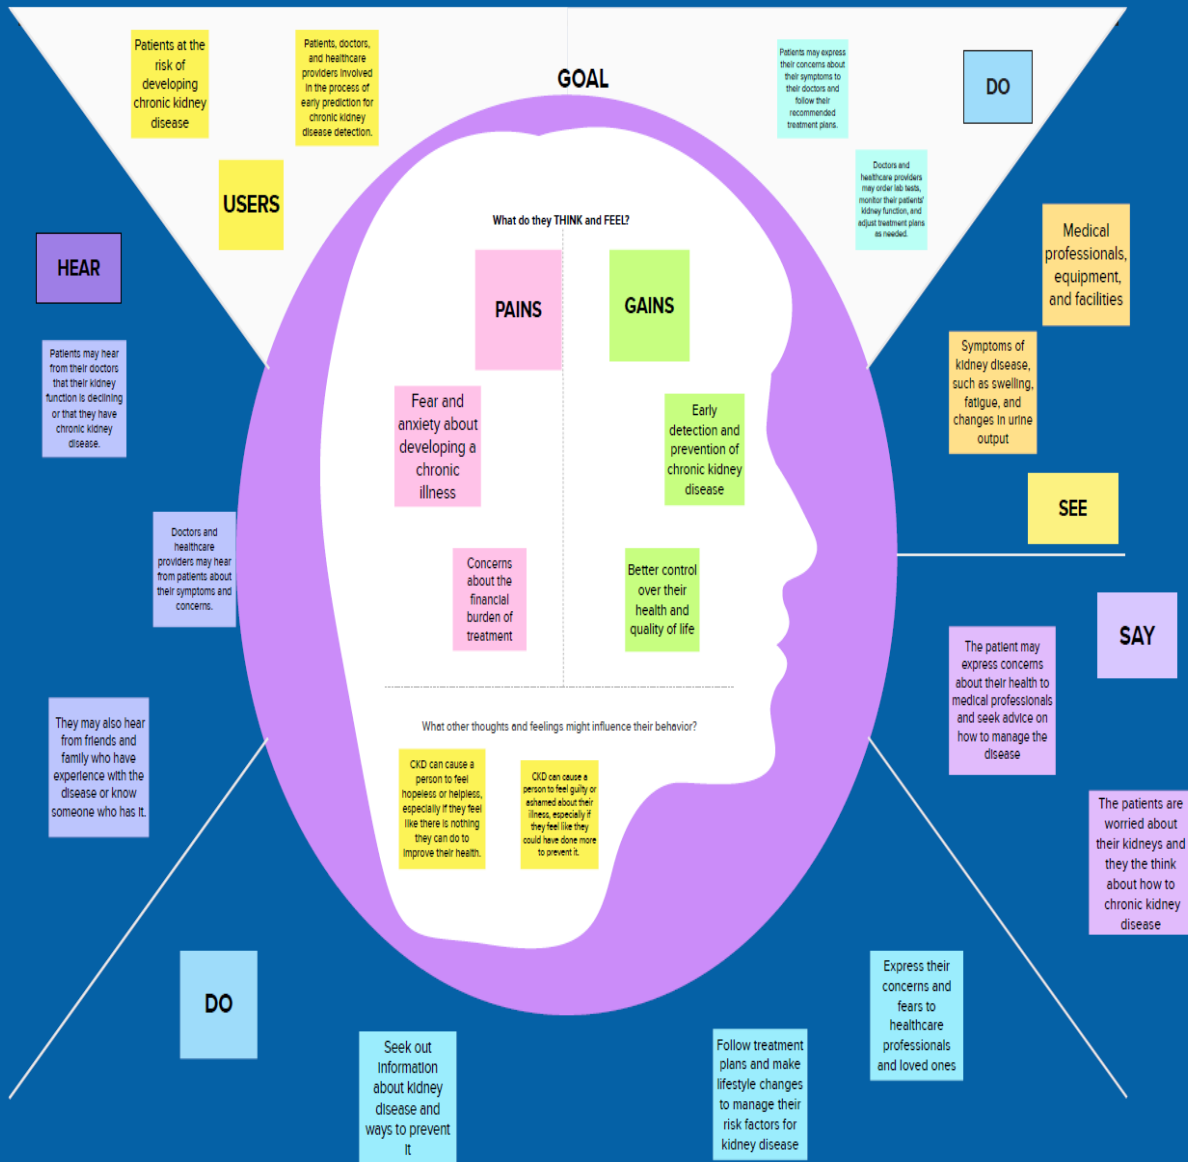 GOAL
Patients at the
risk of
developing
chronic kidney
disease
Patients, doctors,
and healthcare
providers involved
in the process of
early prediction for
chronic kidney
disease detection.
USERS
Patients may express
their concerns about
their symptoms to
their doctors and
follow their
recommended
treatment plans.
DO
Doctors and
healthcare providers
may order lab tests,
monitor their patients'
kidney function, and
adjust treatment plans
as needed.
HEAR
Patients may hear
from their doctors
that their kidney
function is declining
or that they have
chronic kidney
disease.
Doctors and
healthcare
providers may hear
from patients about
their symptoms and
concerns.
They may also hear
from friends and
family who have
experience with the
disease or know
someone who has it.
What do they THINK and FEEL?
PAINS
Fear and
anxiety about
developing a
chronic
illness
Concerns
about the
financial
burden of
treatment
GAINS
Early
detection and
prevention of
chronic kidney
disease
Better control
over their
health and
quality of life
What other thoughts and feelings might influence their behavior?
CKD can cause a
person to feel
hopeless or helpless,
especially if they feel
like there is nothing
they can do to
improve their health.
CKD can cause a
person to feel guilty or
ashamed about their
illness, especially if
they feel like they
could have done more
to prevent it.
Medical
professionals,
equipment,
and facilities
Symptoms of
kidney disease,
such as swelling,
fatigue, and
changes in urine
output
SEE
SAY
The patient may
express concerns
about their health to
medical professionals
and seek advice on
how to manage the
disease
The patients are
worried about
their kidneys and
they the think
about how to
chronic kidney
disease
DO
Seek out
information
about kidney
disease and
ways to prevent
it
Follow treatment
plans and make
lifestyle changes
to manage their
risk factors for
kidney disease
Express their
concerns and
fears to
healthcare
professionals
and loved ones